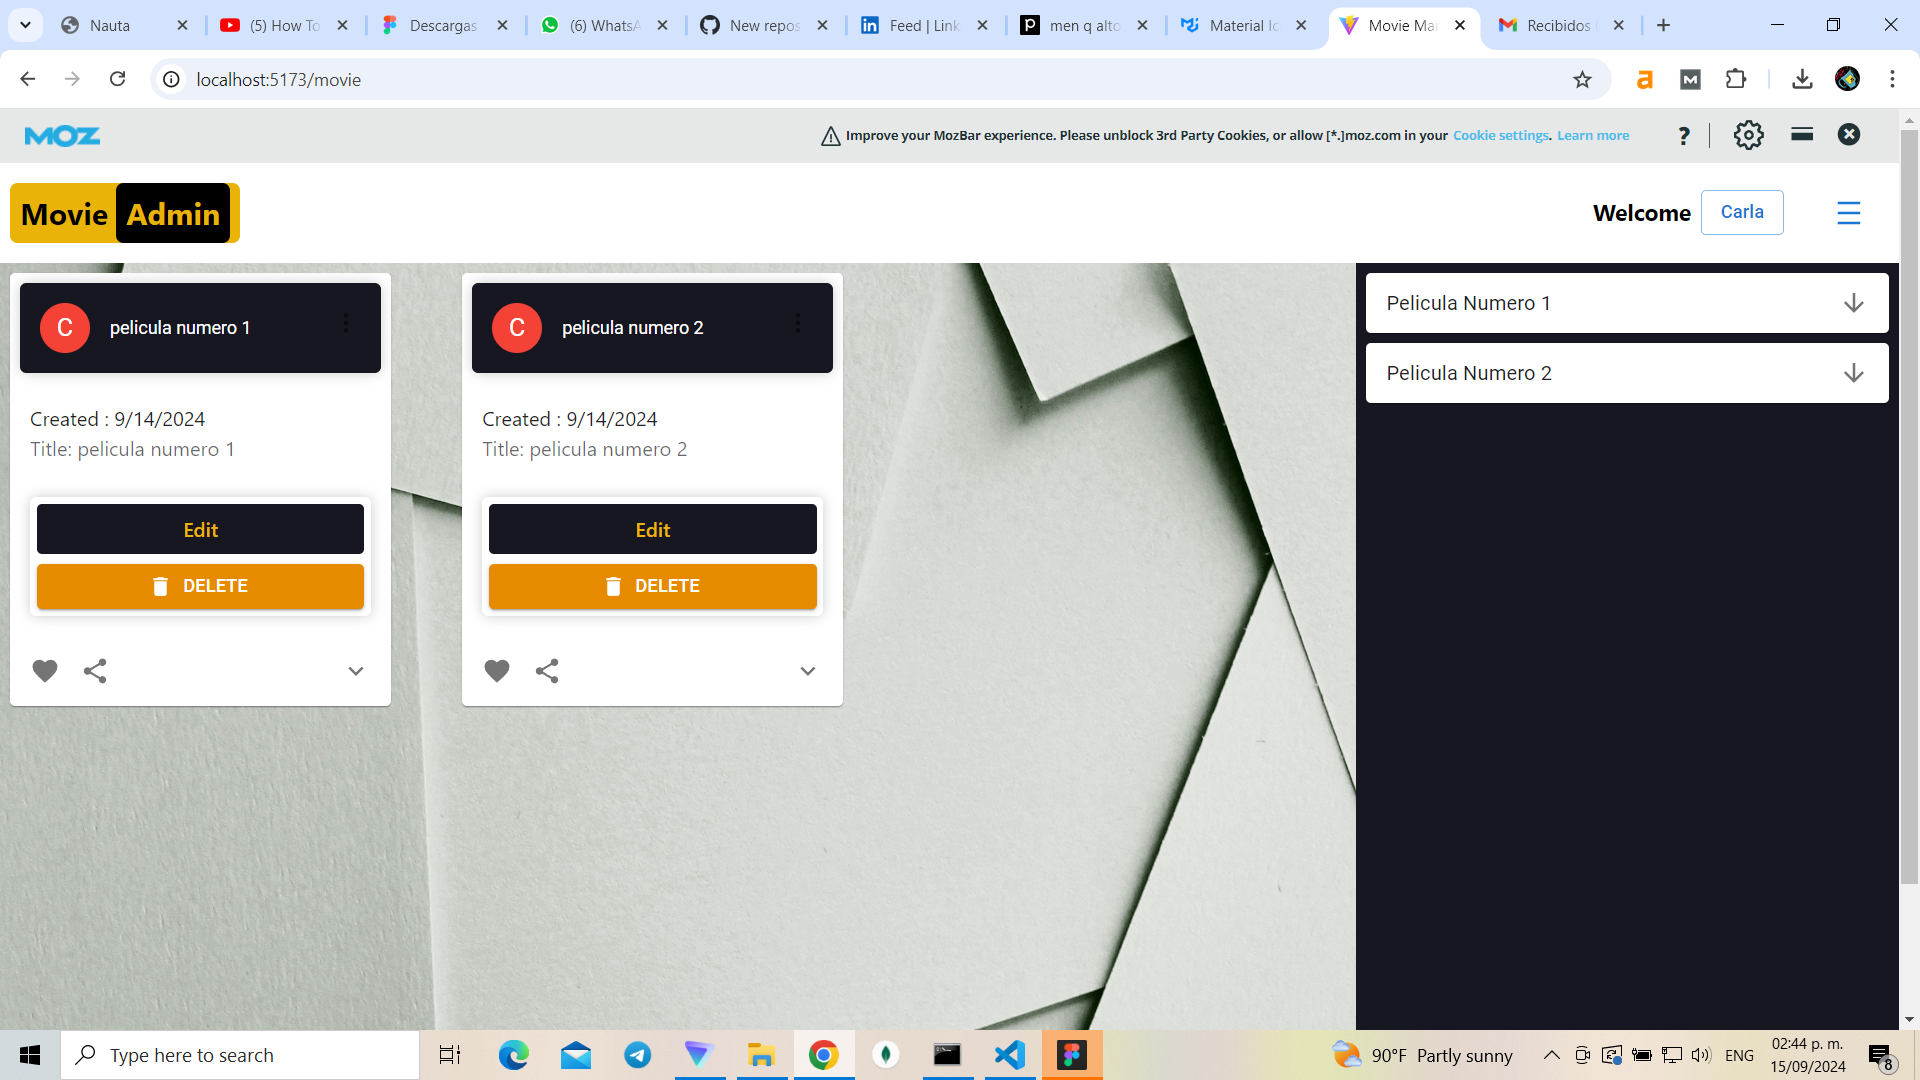 Nauta
(5) How To
Descargas
(6) WhatsA
New repos
Feed | Link
men q alto
Material Ic
Movie Mar
Recibidos
localhost:5173/movie
MOZ
Improve your MozBar experience. Please unblock 3rd Party Cookies, or allow [*.]moz.com in your Cookie settings. Learn more
?
Movie Admin
Welcome Carla
C pelicula numero 1
Created : 9/14/2024
Title: pelicula numero 1
Edit
DELETE
C pelicula numero 2
Created : 9/14/2024
Title: pelicula numero 2
Edit
DELETE
Pelicula Numero 1
Pelicula Numero 2
Type here to search
90°F Partly sunny
ENG
02:44 p. m.
15/09/2024
8